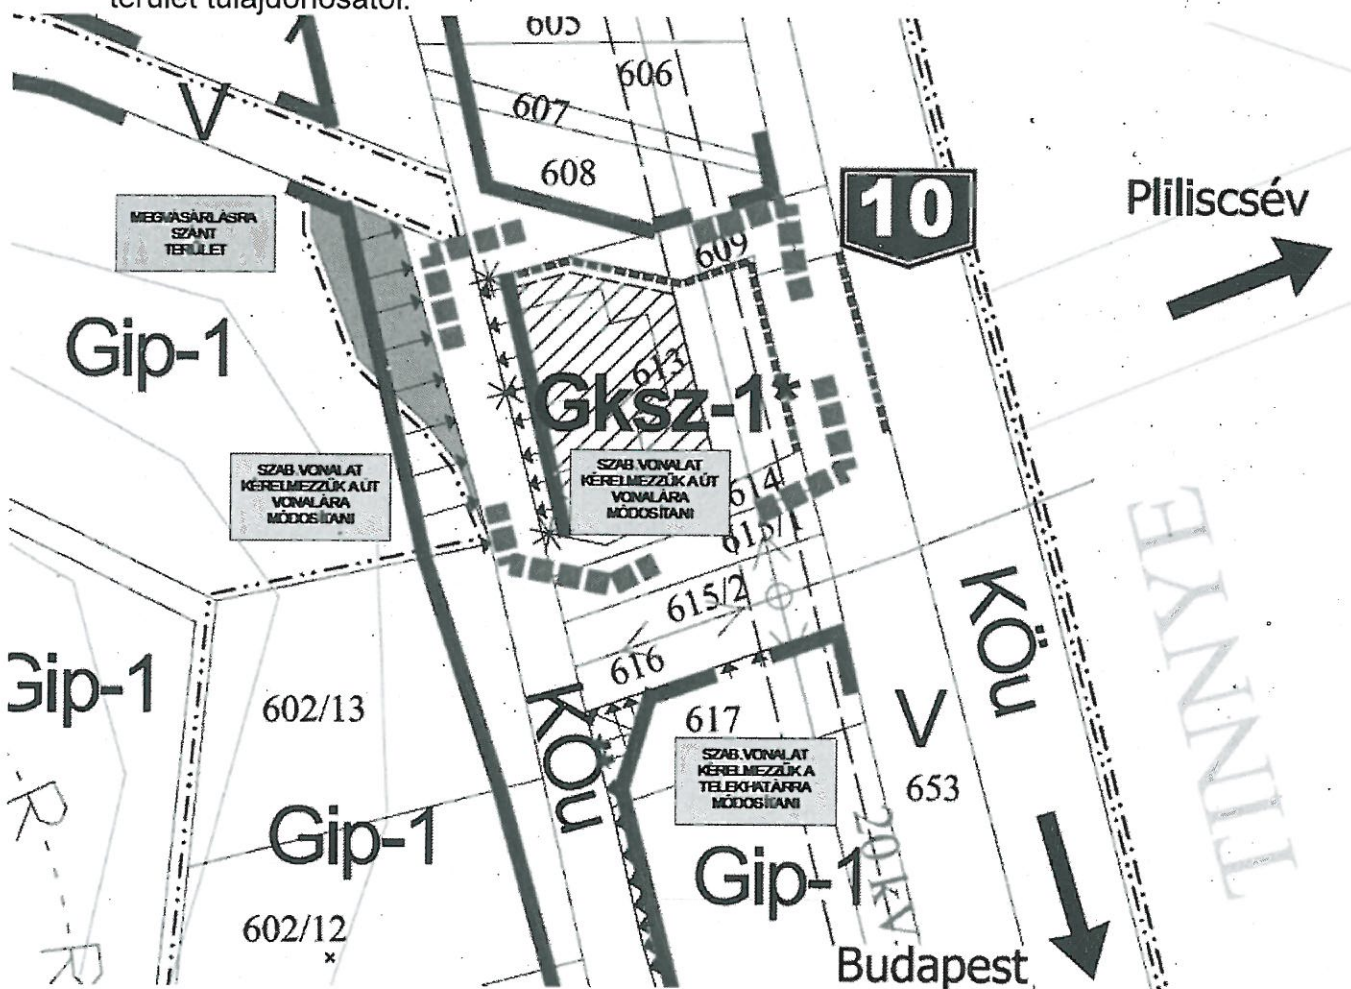 terület tulajdonosától.
605
606
607
608
609
V
10
Pliliscsév
MEGVÁSÁRLÁSRA
SZÁNT
TERÜLET
Gip-1
613
Gksz-1*
SZAB.VONALAT
KÉRELMEZZÜK A ÚT
VONALÁRA
MÓDOSÍTANI
SZAB.VONALAT
KÉRELMEZZÜK A ÚT
VONALÁRA
MÓDOSÍTANI
614
615/1
615/2
616
KÖu
TINNYE
Gip-1
602/13
KÖu
617
V
653
SZAB.VONALAT
KÉRELMEZZÜK A
TELEKHATÁRRA
MÓDOSÍTANI
R
Gip-1
Gip-1
20 kV
602/12
R
Budapest